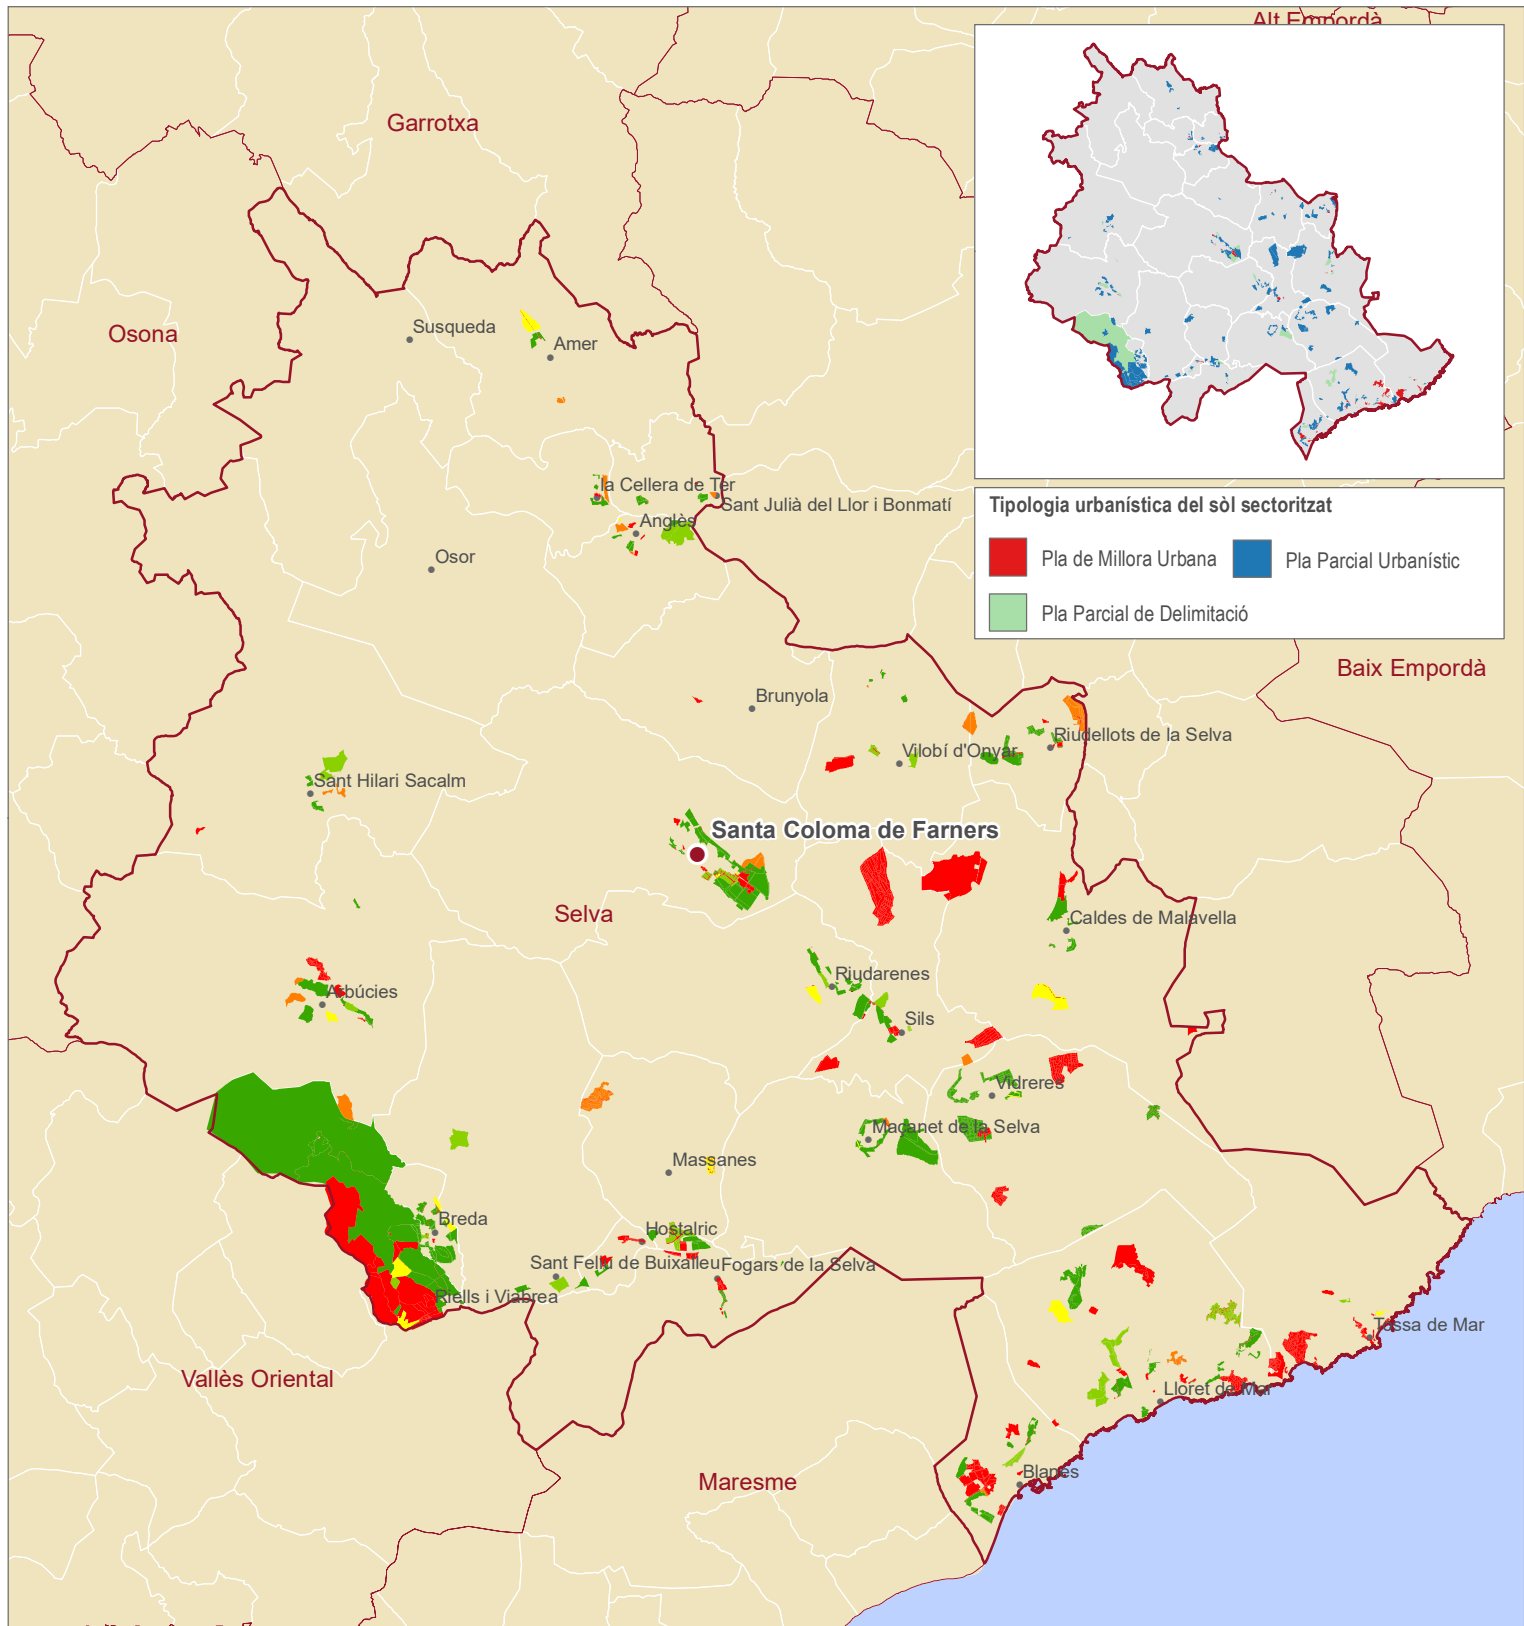 Alt Empordà
Garrotxa
Osona
Susqueda
Amer
la Cellera de Ter
Sant Julià del Llor i Bonmatí
Anglès
Osor
Tipologia urbanística del sòl sectoritzat
Pla de Millora Urbana
Pla Parcial Urbanístic
Pla Parcial de Delimitació
Baix Empordà
Brunyola
Riudellots de la Selva
Vilobí d'Onyar
Sant Hilari Sacalm
Santa Coloma de Farners
Selva
Caldes de Malavella
Riudarenes
Arbúcies
Sils
Vidreres
Maçanet de la Selva
Massanes
Breda
Hostalric
Sant Feliu de Buixalleu
Fogars de la Selva
Riells i Viabrea
Tossa de Mar
Vallès Oriental
Lloret de Mar
Blanes
Maresme